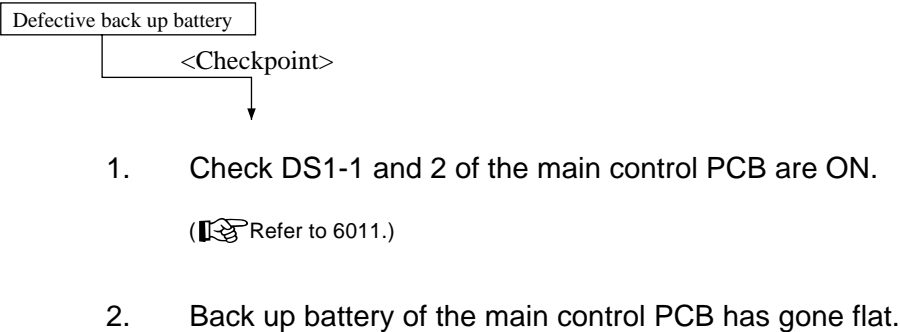 Defective back up battery
<Checkpoint>
1. Check DS1-1 and 2 of the main control PCB are ON.
(☞Refer to 6011.)
2. Back up battery of the main control PCB has gone flat.